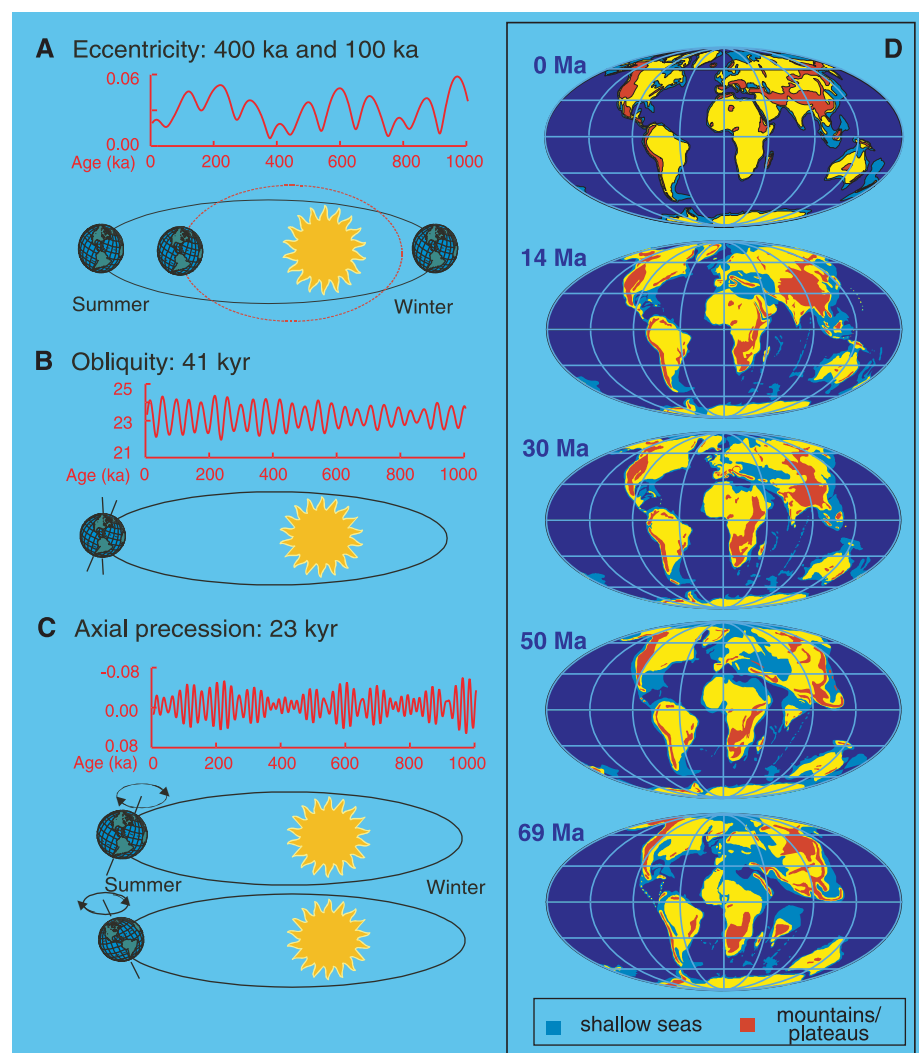 A Eccentricity: 400 ka and 100 ka
0.06
0.00
Age (ka) 0 200 400 600 800 1000
Summer
Winter
B Obliquity: 41 kyr
25
23
21
Age (ka) 0 200 400 600 800 1000
C Axial precession: 23 kyr
-0.08
0.00
0.08
Age (ka) 0 200 400 600 800 1000
Summer
Winter
D
0 Ma
14 Ma
30 Ma
50 Ma
69 Ma
shallow seas
mountains/
plateaus